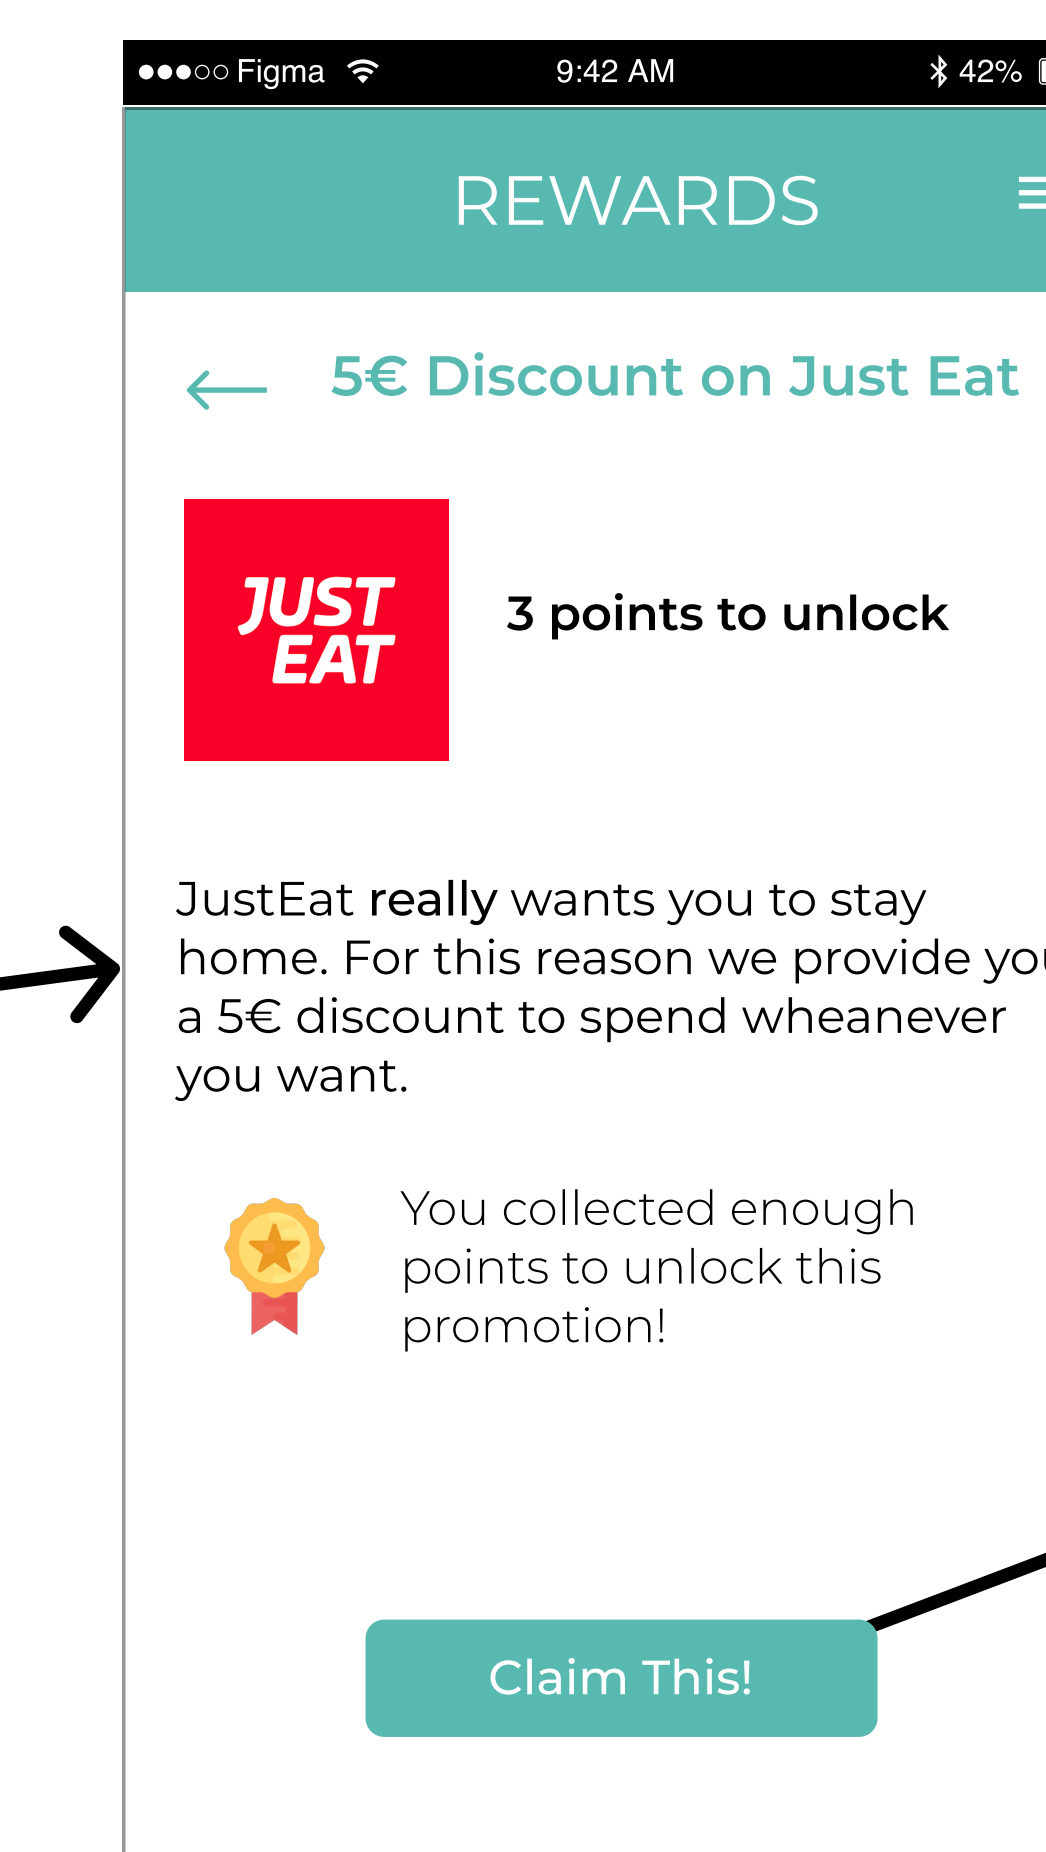 Figma 9:42 AM 42%
REWARDS
5€ Discount on Just Eat
JUST
EAT
3 points to unlock
JustEat really wants you to stay
home. For this reason we provide you
a 5€ discount to spend wheanever
you want.
You collected enough
points to unlock this
promotion!
Claim This!